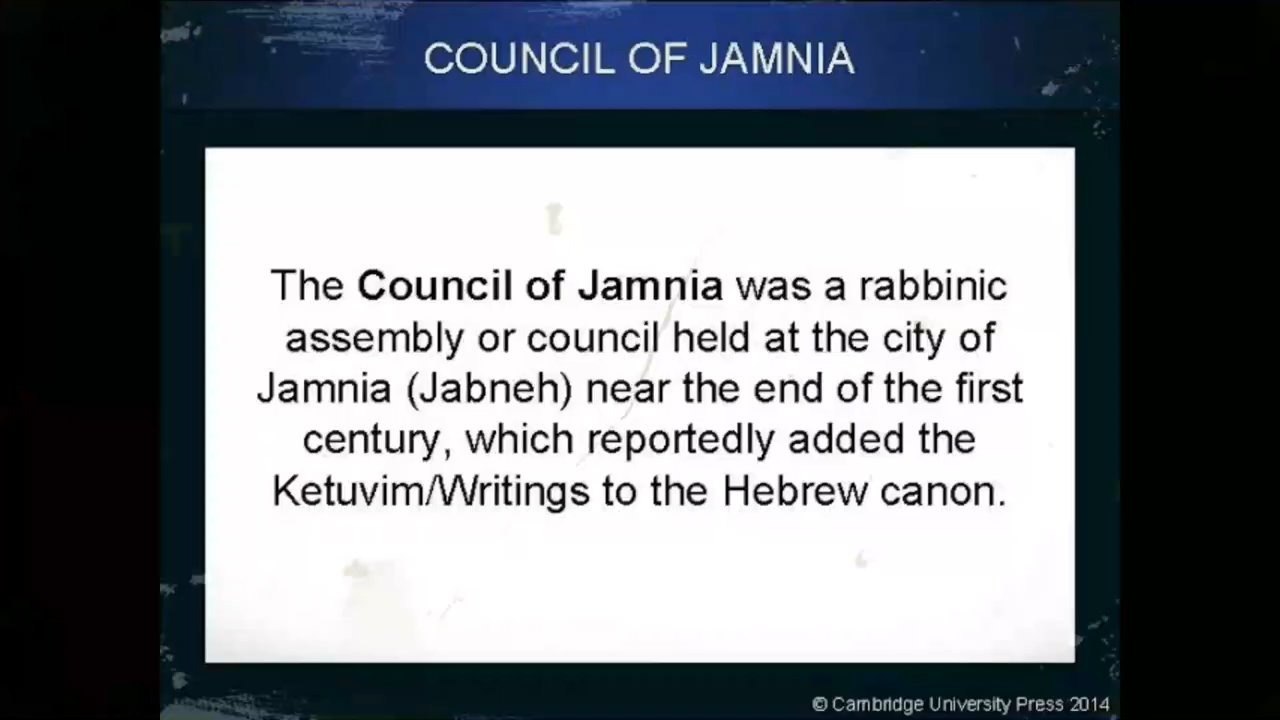 COUNCIL OF JAMNIA
The Council of Jamnia was a rabbinic
assembly or council held at the city of
Jamnia (Jabneh) near the end of the first
century, which reportedly added the
Ketuvim/Writings to the Hebrew canon.
© Cambridge University Press 2014